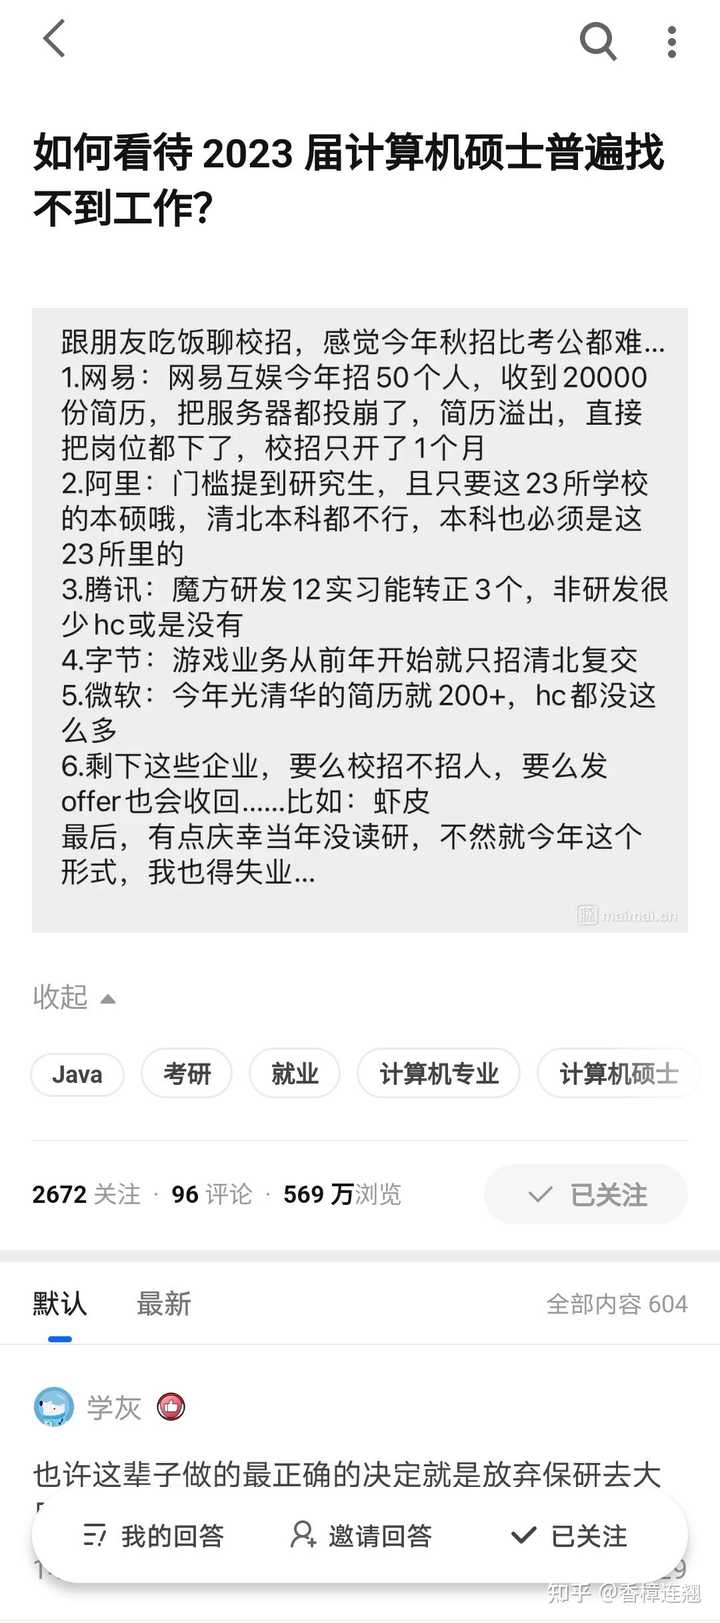 如何看待 2023 届计算机硕士普遍找
不到工作？
跟朋友吃饭聊校招，感觉今年秋招比考公都难...
1.网易：网易互娱今年招50个人，收到20000
份简历，把服务器都投崩了，简历溢出，直接
把岗位都下了，校招只开了1个月
2.阿里：门槛提到研究生，且只要这23所学校
的本硕哦，清北本科都不行，本科也必须是这
23所里的
3.腾讯：魔方研发12实习能转正3个，非研发很
少hc或是没有
4.字节：游戏业务从前年开始就只招清北复交
5.微软：今年光清华的简历就200+，hc都没这
么多
6.剩下这些企业，要么校招不招人，要么发
offer也会收回......比如：虾皮
最后，有点庆幸当年没读研，不然就今年这个
形式，我也得失业...
脉 maimai.cn
收起
Java 考研 就业 计算机专业 计算机硕士
2672 关注 · 96 评论 · 569 万浏览
已关注
默认 最新 全部内容 604
学灰
也许这辈子做的最正确的决定就是放弃保研去大
我的回答 邀请回答 已关注
知乎 @香樟连翘